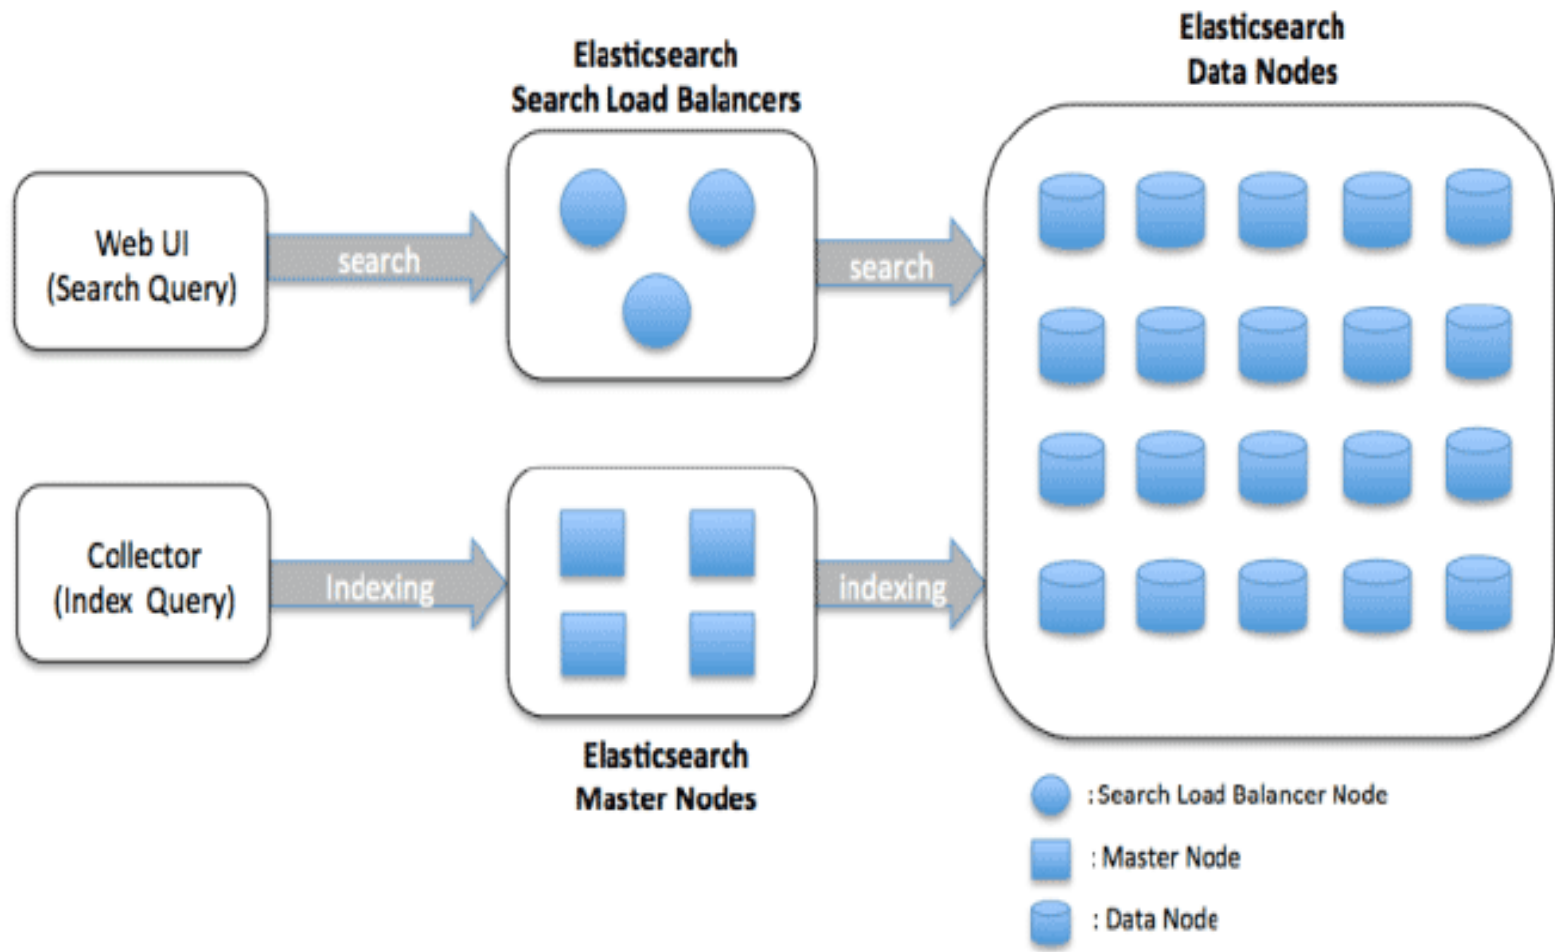 Elasticsearch
Search Load Balancers
Elasticsearch
Data Nodes
Web UI
(Search Query)
search
search
Collector
(Index Query)
Indexing
indexing
Elasticsearch
Master Nodes
: Search Load Balancer Node
: Master Node
: Data Node